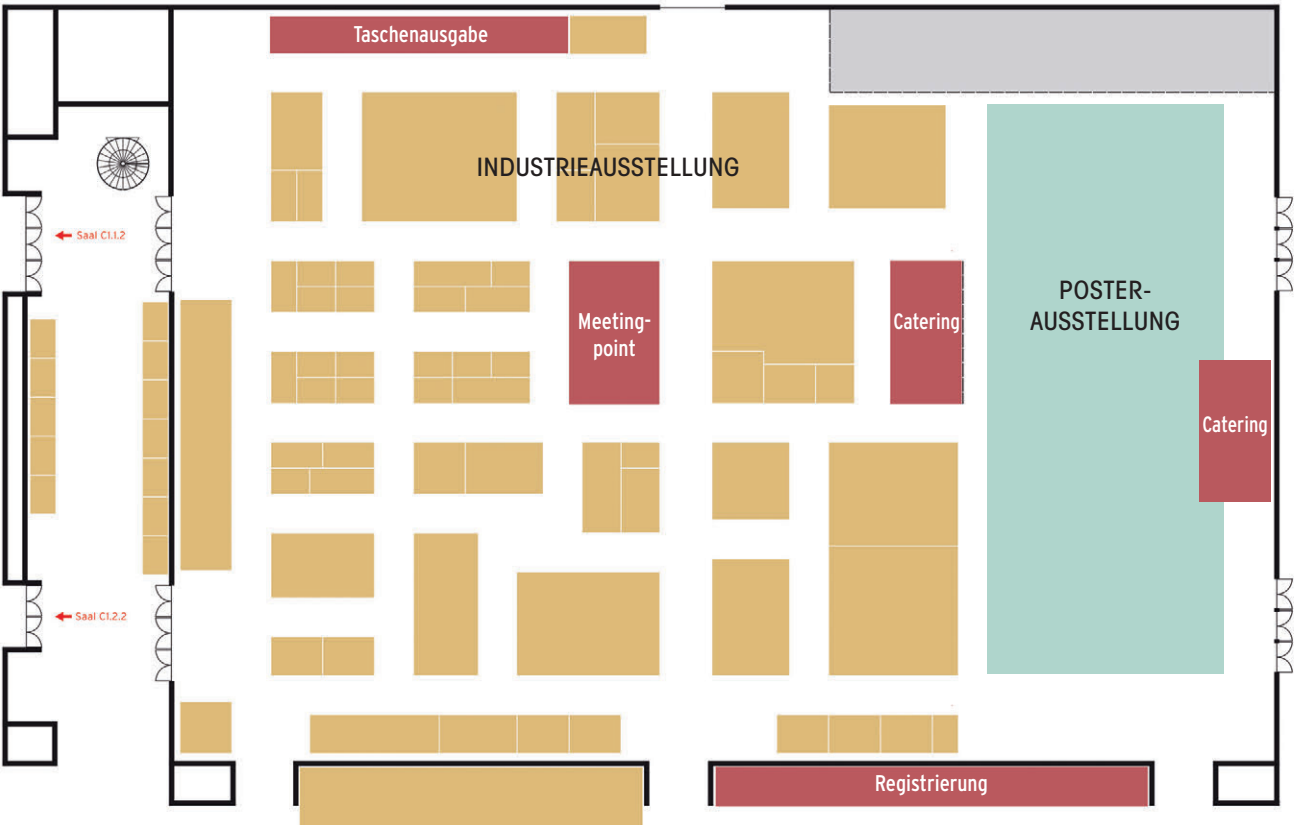 Taschenausgabe
INDUSTRIEAUSSTELLUNG
Saal C1.1.2
Meeting-
point
Catering
POSTER-
AUSSTELLUNG
Catering
Saal C1.2.2
Registrierung